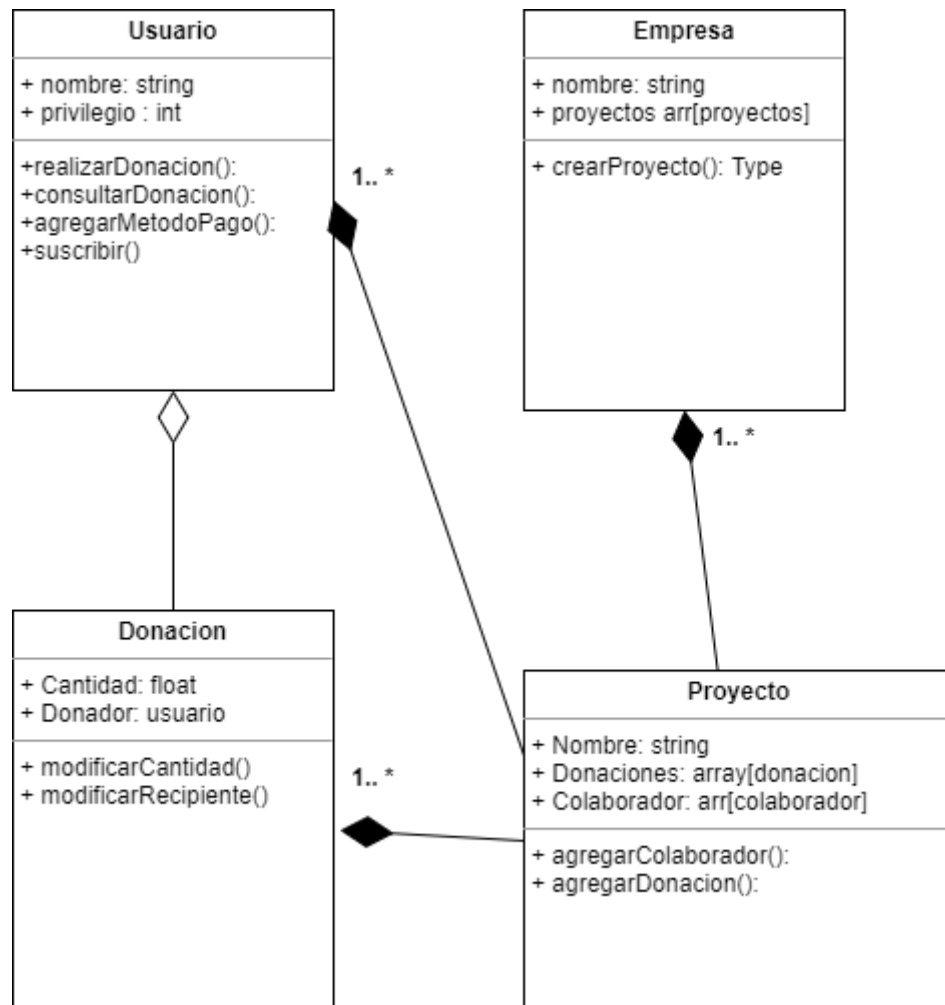 Usuario
+ nombre: string
+ privilegio : int
+realizarDonacion():
+consultarDonacion():
+agregarMetodoPago():
+suscribir()
1.. *
Empresa
+ nombre: string
+ proyectos arr[proyectos]
+ crearProyecto(): Type
1.. *
Donacion
+ Cantidad: float
+ Donador: usuario
+ modificarCantidad()
+ modificarRecipiente()
1.. *
Proyecto
+ Nombre: string
+ Donaciones: array[donacion]
+ Colaborador: arr[colaborador]
+ agregarColaborador():
+ agregarDonacion():